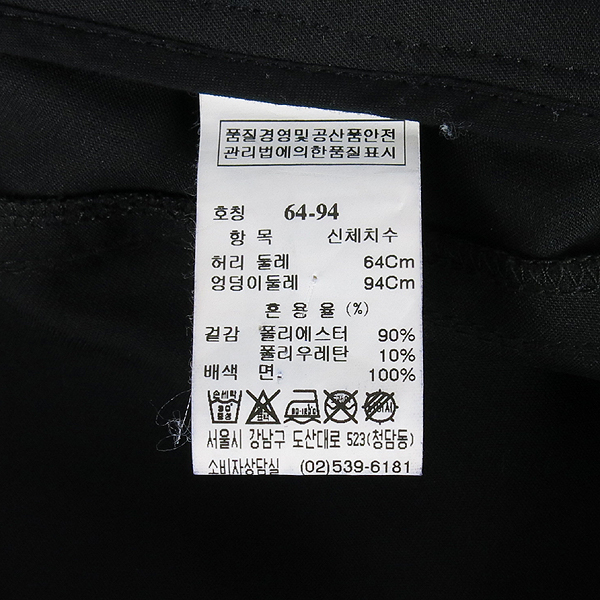 품질경영및공산품안전
관리법에의한품질표시
호칭 64-94
항 목 신체치수
허리 둘레 64Cm
엉덩이둘레 94Cm
혼 용 율 (%)
겉감 폴리에스터 90%
폴리우레탄 10%
배색 면. 100%
서울시 강남구 도산대로 523(청담동)
소비자상담실 (02)539-6181